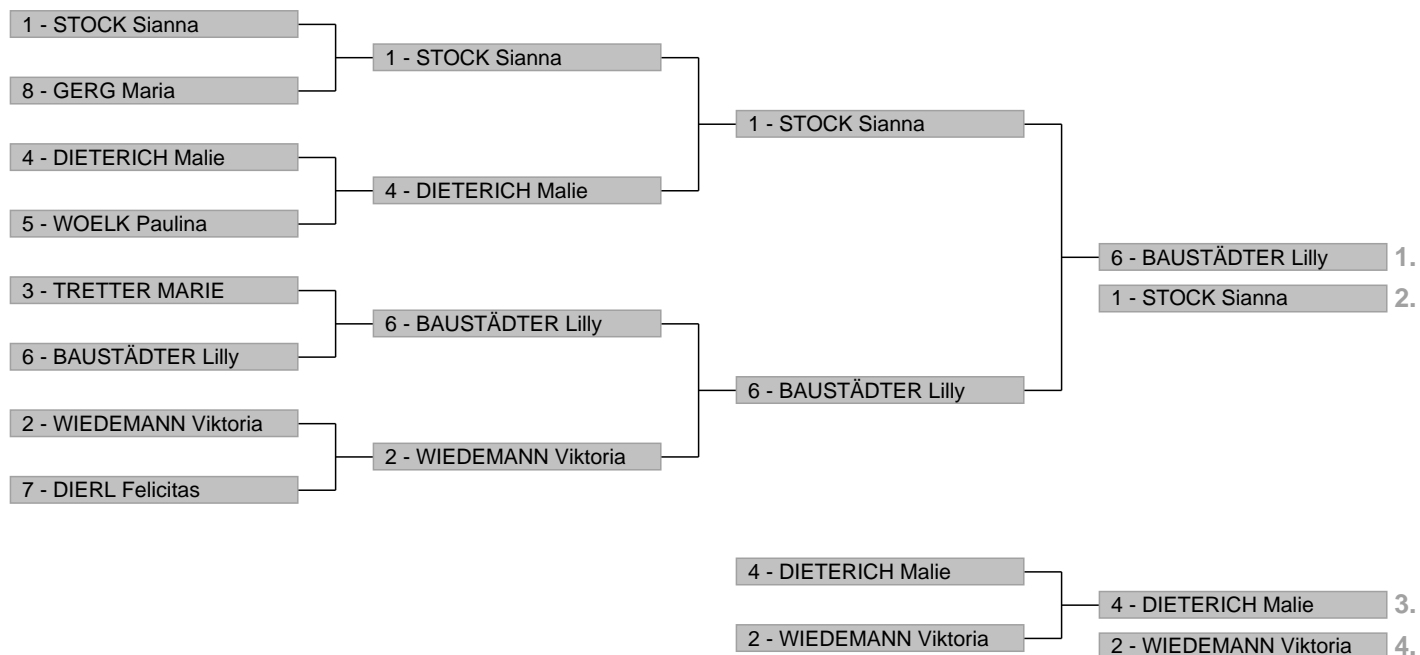 1 - STOCK Sianna
8 - GERG Maria
4 - DIETERICH Malie
5 - WOELK Paulina
3 - TRETTER MARIE
6 - BAUSTÄDTER Lilly
2 - WIEDEMANN Viktoria
7 - DIERL Felicitas
1 - STOCK Sianna
4 - DIETERICH Malie
6 - BAUSTÄDTER Lilly
2 - WIEDEMANN Viktoria
1 - STOCK Sianna
6 - BAUSTÄDTER Lilly
6 - BAUSTÄDTER Lilly 1.
1 - STOCK Sianna 2.
4 - DIETERICH Malie
2 - WIEDEMANN Viktoria
4 - DIETERICH Malie 3.
2 - WIEDEMANN Viktoria 4.